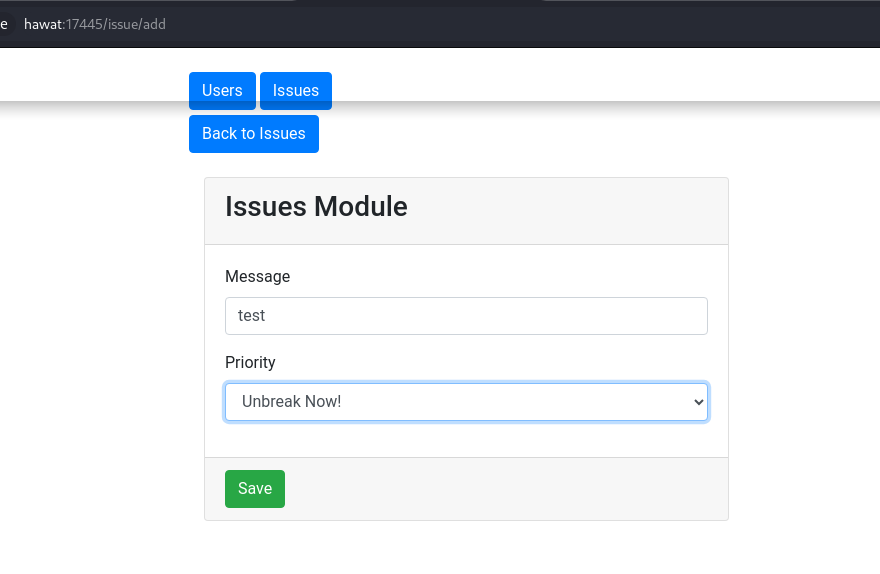 e hawat:17445/issue/add
Users Issues
Back to Issues
Issues Module
Message
test
Priority
Unbreak Now!
Save